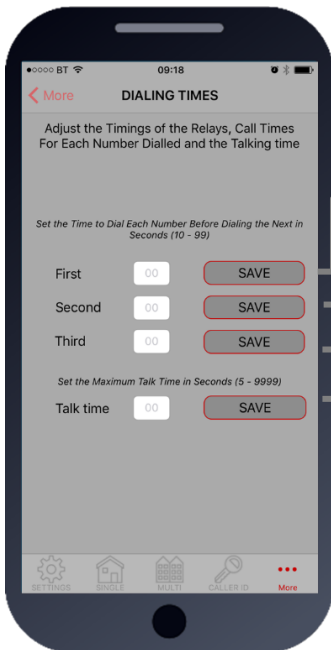 BT 09:18
More DIALING TIMES
Adjust the Timings of the Relays, Call Times
For Each Number Dialled and the Talking time
Set the Time to Dial Each Number Before Dialing the Next in
Seconds (10 - 99)
First 00 SAVE
Second 00 SAVE
Third 00 SAVE
Set the Maximum Talk Time in Seconds (5 - 9999)
Talk time 00 SAVE
SETTINGS SINGLE MULTI CALLER ID More